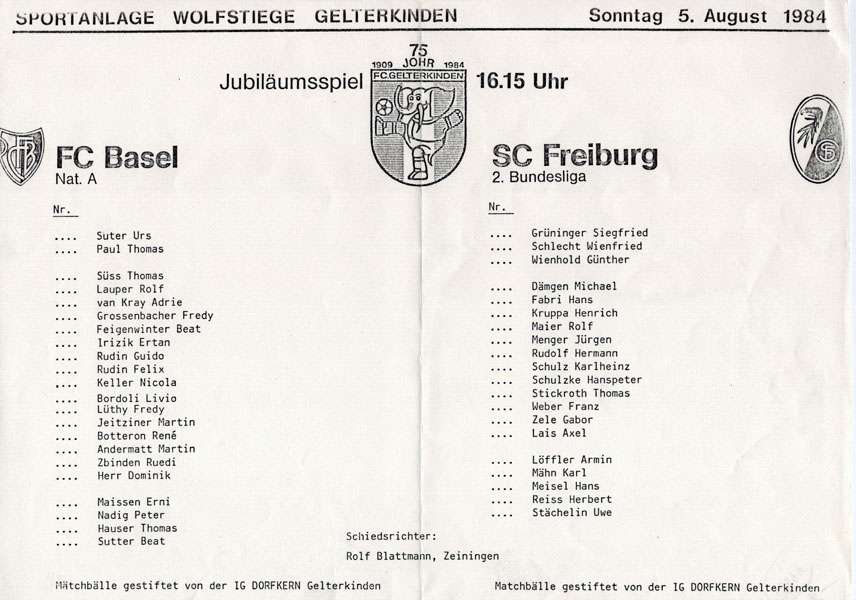 SPORTANLAGE WOLFSTIEGE GELTERKINDEN Sonntag 5. August 1984
75
1909 JOHR 1984
Jubiläumsspiel FC.GELTERKINDEN 16.15 Uhr
FC Basel
Nat. A
Nr.
.... Suter Urs
.... Paul Thomas
.... Süss Thomas
.... Lauper Rolf
.... van Kray Adrie
.... Grossenbacher Fredy
.... Feigenwinter Beat
.... Irizik Ertan
.... Rudin Guido
.... Rudin Felix
.... Keller Nicola
.... Bordoli Livio
.... Lüthy Fredy
.... Jeitziner Martin
.... Botteron René
.... Andermatt Martin
.... Zbinden Ruedi
.... Herr Dominik
.... Maissen Erni
.... Nadig Peter
.... Hauser Thomas
.... Sutter Beat
SC Freiburg
2. Bundesliga
Nr.
.... Grüninger Siegfried
.... Schlecht Wienfried
.... Wienhold Günther
.... Dämgen Michael
.... Fabri Hans
.... Kruppa Henrich
.... Maier Rolf
.... Menger Jürgen
.... Rudolf Hermann
.... Schulz Karlheinz
.... Schulzke Hanspeter
.... Stickroth Thomas
.... Weber Franz
.... Zele Gabor
.... Lais Axel
.... Löffler Armin
.... Mähn Karl
.... Meisel Hans
.... Reiss Herbert
.... Stächelin Uwe
Schiedsrichter:
Rolf Blattmann, Zeiningen
Matchbälle gestiftet von der IG DORFKERN Gelterkinden
Matchbälle gestiftet von der IG DORFKERN Gelterkinden